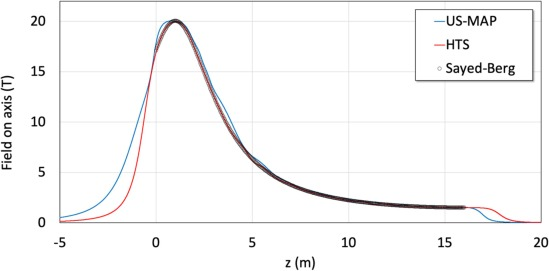 20
15
10
5
0
Field on axis (T)
US-MAP
HTS
Sayed-Berg
-5 0 5 10 15 20
z (m)